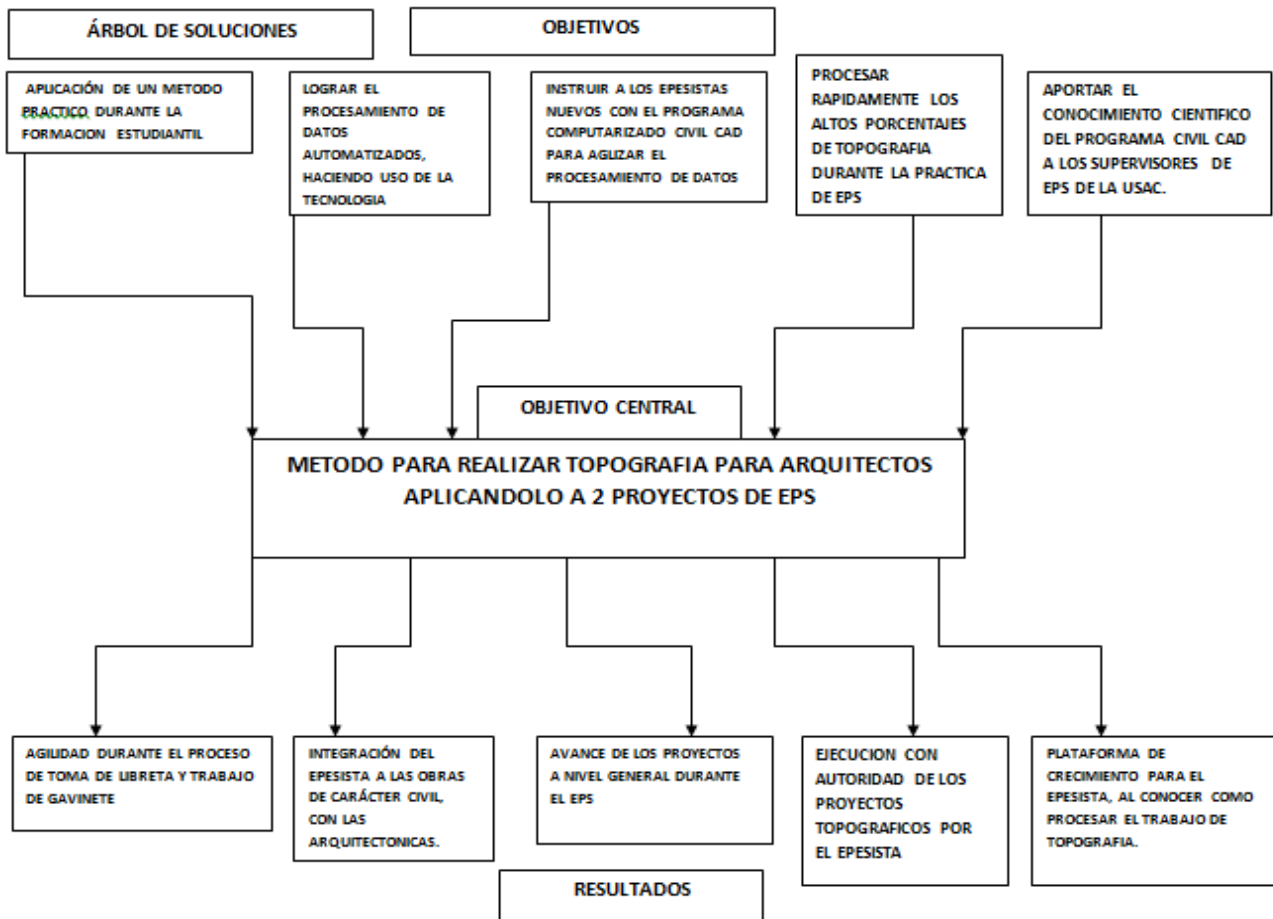 ÁRBOL DE SOLUCIONES
OBJETIVOS
APLICACIÓN DE UN METODO
PRACTICO DURANTE LA
FORMACION ESTUDIANTIL
LOGRAR EL
PROCESAMIENTO DE
DATOS
AUTOMATIZADOS,
HACIENDO USO DE LA
TECNOLOGIA
INSTRUIR A LOS EPESISTAS
NUEVOS CON EL PROGRAMA
COMPUTARIZADO CIVIL CAD
PARA AGLIZAR EL
PROCESAMIENTO DE DATOS
PROCESAR
RAPIDAMENTE LOS
ALTOS PORCENTAJES
DE TOPOGRAFIA
DURANTE LA PRACTICA
DE EPS
APORTAR EL
CONOCIMIENTO CIENTIFICO
DEL PROGRAMA CIVIL CAD
A LOS SUPERVISORES DE
EPS DE LA USAC.
OBJETIVO CENTRAL
METODO PARA REALIZAR TOPOGRAFIA PARA ARQUITECTOS
APLICANDOLO A 2 PROYECTOS DE EPS
AGILIDAD DURANTE EL PROCESO
DE TOMA DE LIBRETA Y TRABAJO
DE GAVINETE
INTEGRACIÓN DEL
EPESISTA A LAS OBRAS
DE CARÁCTER CIVIL,
CON LAS
ARQUITECTONICAS.
AVANCE DE LOS PROYECTOS
A NIVEL GENERAL DURANTE
EL EPS
EJECUCION CON
AUTORIDAD DE LOS
PROYECTOS
TOPOGRAFICOS POR
EL EPESISTA
PLATAFORMA DE
CRECIMIENTO PARA EL
EPESISTA, AL CONOCER COMO
PROCESAR EL TRABAJO DE
TOPOGRAFIA.
RESULTADOS